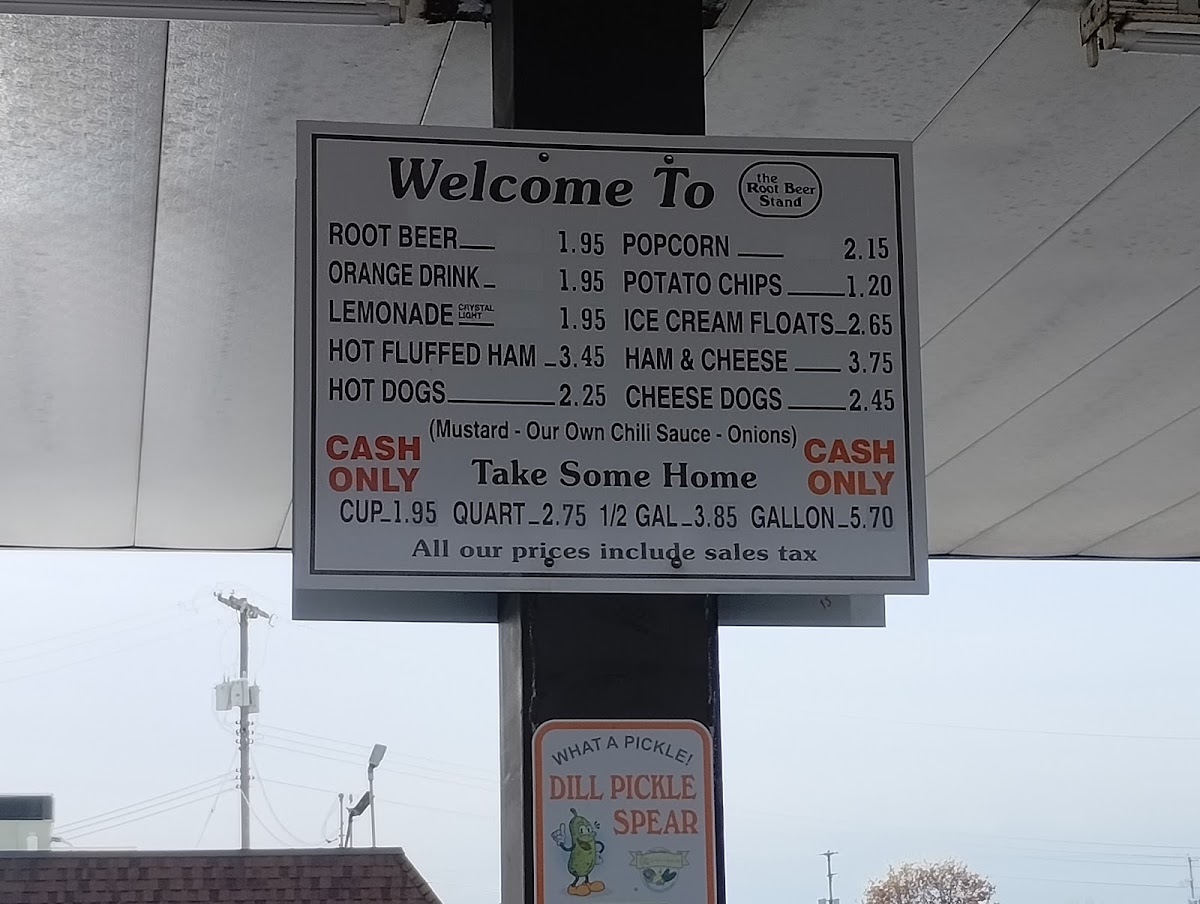 Welcome To
the
Root Beer
Stand
ROOT BEER 1.95
ORANGE DRINK 1.95
LEMONADE CRYSTAL LIGHT 1.95
HOT FLUFFED HAM 3.45
HOT DOGS 2.25
POPCORN 2.15
POTATO CHIPS 1.20
ICE CREAM FLOATS 2.65
HAM & CHEESE 3.75
CHEESE DOGS 2.45
(Mustard - Our Own Chili Sauce - Onions)
CASH
ONLY
Take Some Home
CASH
ONLY
CUP 1.95 QUART 2.75 1/2 GAL 3.85 GALLON 5.70
All our prices include sales tax
WHAT A PICKLE!
DILL PICKLE
SPEAR